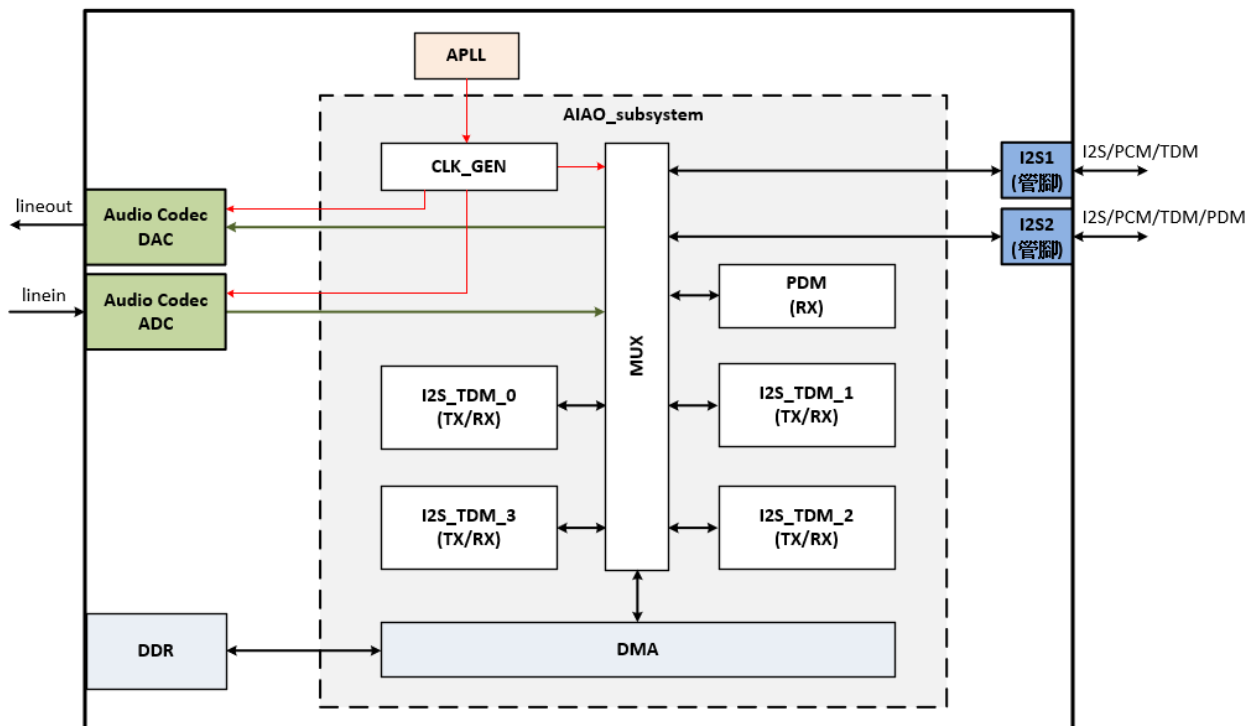 APLL
AIAO_subsystem
CLK_GEN
I2S1
(管腳)
I2S/PCM/TDM
lineout
Audio Codec
DAC
I2S2
(管腳)
I2S/PCM/TDM/PDM
linein
Audio Codec
ADC
PDM
(RX)
MUX
I2S_TDM_0
(TX/RX)
I2S_TDM_1
(TX/RX)
I2S_TDM_3
(TX/RX)
I2S_TDM_2
(TX/RX)
DDR
DMA